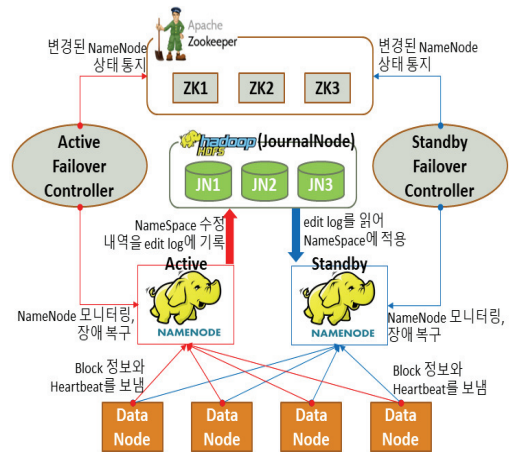 Apache
Zookeeper
변경된 NameNode
상태 통지
변경된 NameNode
상태 통지
ZK1
ZK2
ZK3
Active
Failover
Controller
hadoop
HDFS
(JournalNode)
JN1
JN2
JN3
Standby
Failover
Controller
NameSpace 수정
내역을 edit log에 기록
edit log를 읽어
NameSpace에 적용
Active
Standby
NAMENODE
NAMENODE
NameNode 모니터링,
장애 복구
NameNode 모니터링,
장애 복구
Block 정보와
Heartbeat를 보냄
Block 정보와
Heartbeat를 보냄
Data
Node
Data
Node
Data
Node
Data
Node